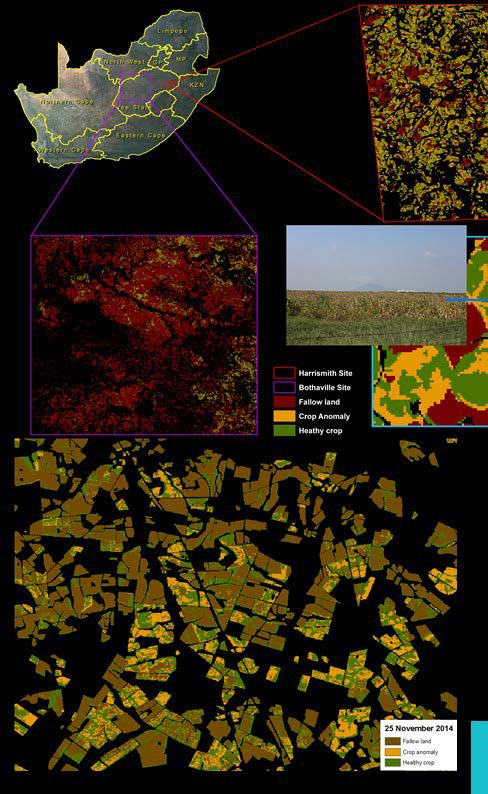 Limpopo
North West
GP
MP
KZN
Northern Cape
Free State
Eastern Cape
Western Cape
Harrismith Site
Bothaville Site
Fallow land
Crop Anomaly
Heathy crop
25 November 2014
Fallow land
Crop anomaly
Healthy crop